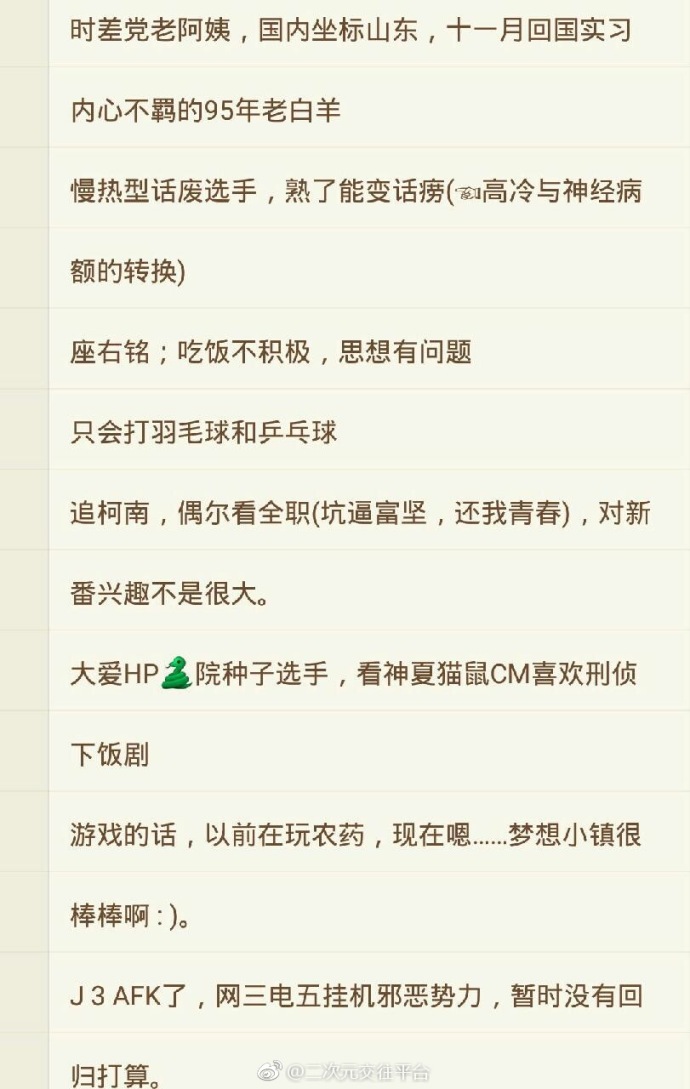 时差党老阿姨，国内坐标山东，十一月回国实习
内心不羁的95年老白羊
慢热型话废选手，熟了能变话痨(☜高冷与神经病
额的转换)
座右铭；吃饭不积极，思想有问题
只会打羽毛球和乒乓球
追柯南，偶尔看全职(坑逼富坚，还我青春)，对新
番兴趣不是很大。
大爱HP🐍院种子选手，看神夏猫鼠CM喜欢刑侦
下饭剧
游戏的话，以前在玩农药，现在嗯……梦想小镇很
棒棒啊 : )。
J 3 AFK了，网三电五挂机邪恶势力，暂时没有回
归打算。
@二次元交往平台